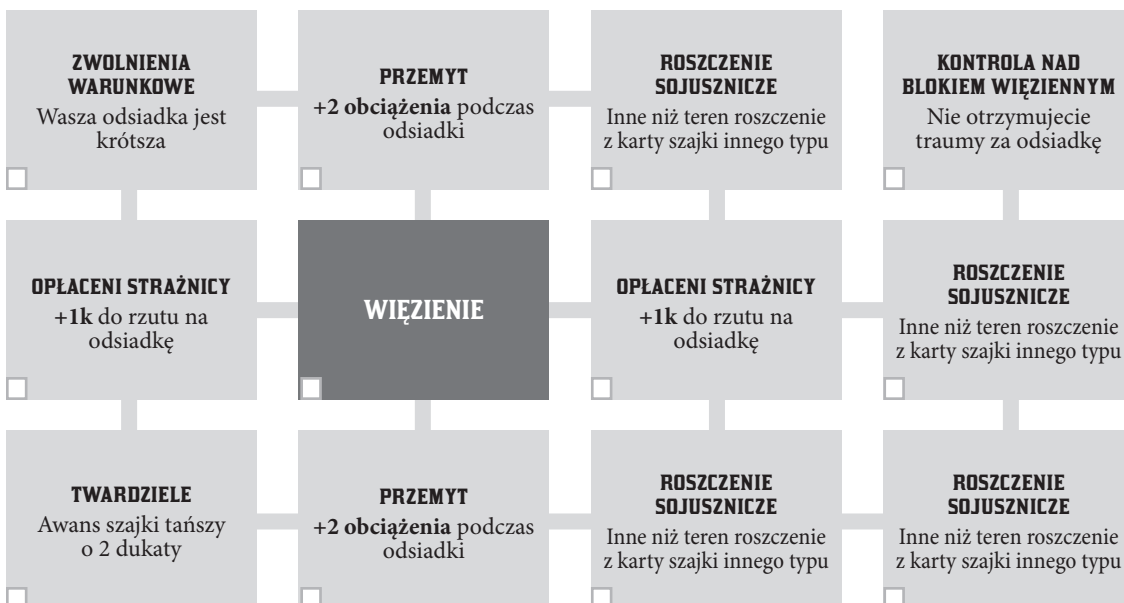 ZWOLNIENIA
WARUNKOWE
Wasza odsiadka jest
krótsza
PRZEMYT
+2 obciążenia podczas
odsiadki
ROSZCZENIE
SOJUSZNICZE
Inne niż teren roszczenie
z karty szajki innego typu
KONTROLA NAD
BLOKIEM WIĘZIENNYM
Nie otrzymujecie
traumy za odsiadkę
OPŁACENI STRAŻNICY
+1k do rzutu na
odsiadkę
WIĘZIENIE
OPŁACENI STRAŻNICY
+1k do rzutu na
odsiadkę
ROSZCZENIE
SOJUSZNICZE
Inne niż teren roszczenie
z karty szajki innego typu
TWARDZIELE
Awans szajki tańszy
o 2 dukaty
PRZEMYT
+2 obciążenia podczas
odsiadki
ROSZCZENIE
SOJUSZNICZE
Inne niż teren roszczenie
z karty szajki innego typu
ROSZCZENIE
SOJUSZNICZE
Inne niż teren roszczenie
z karty szajki innego typu